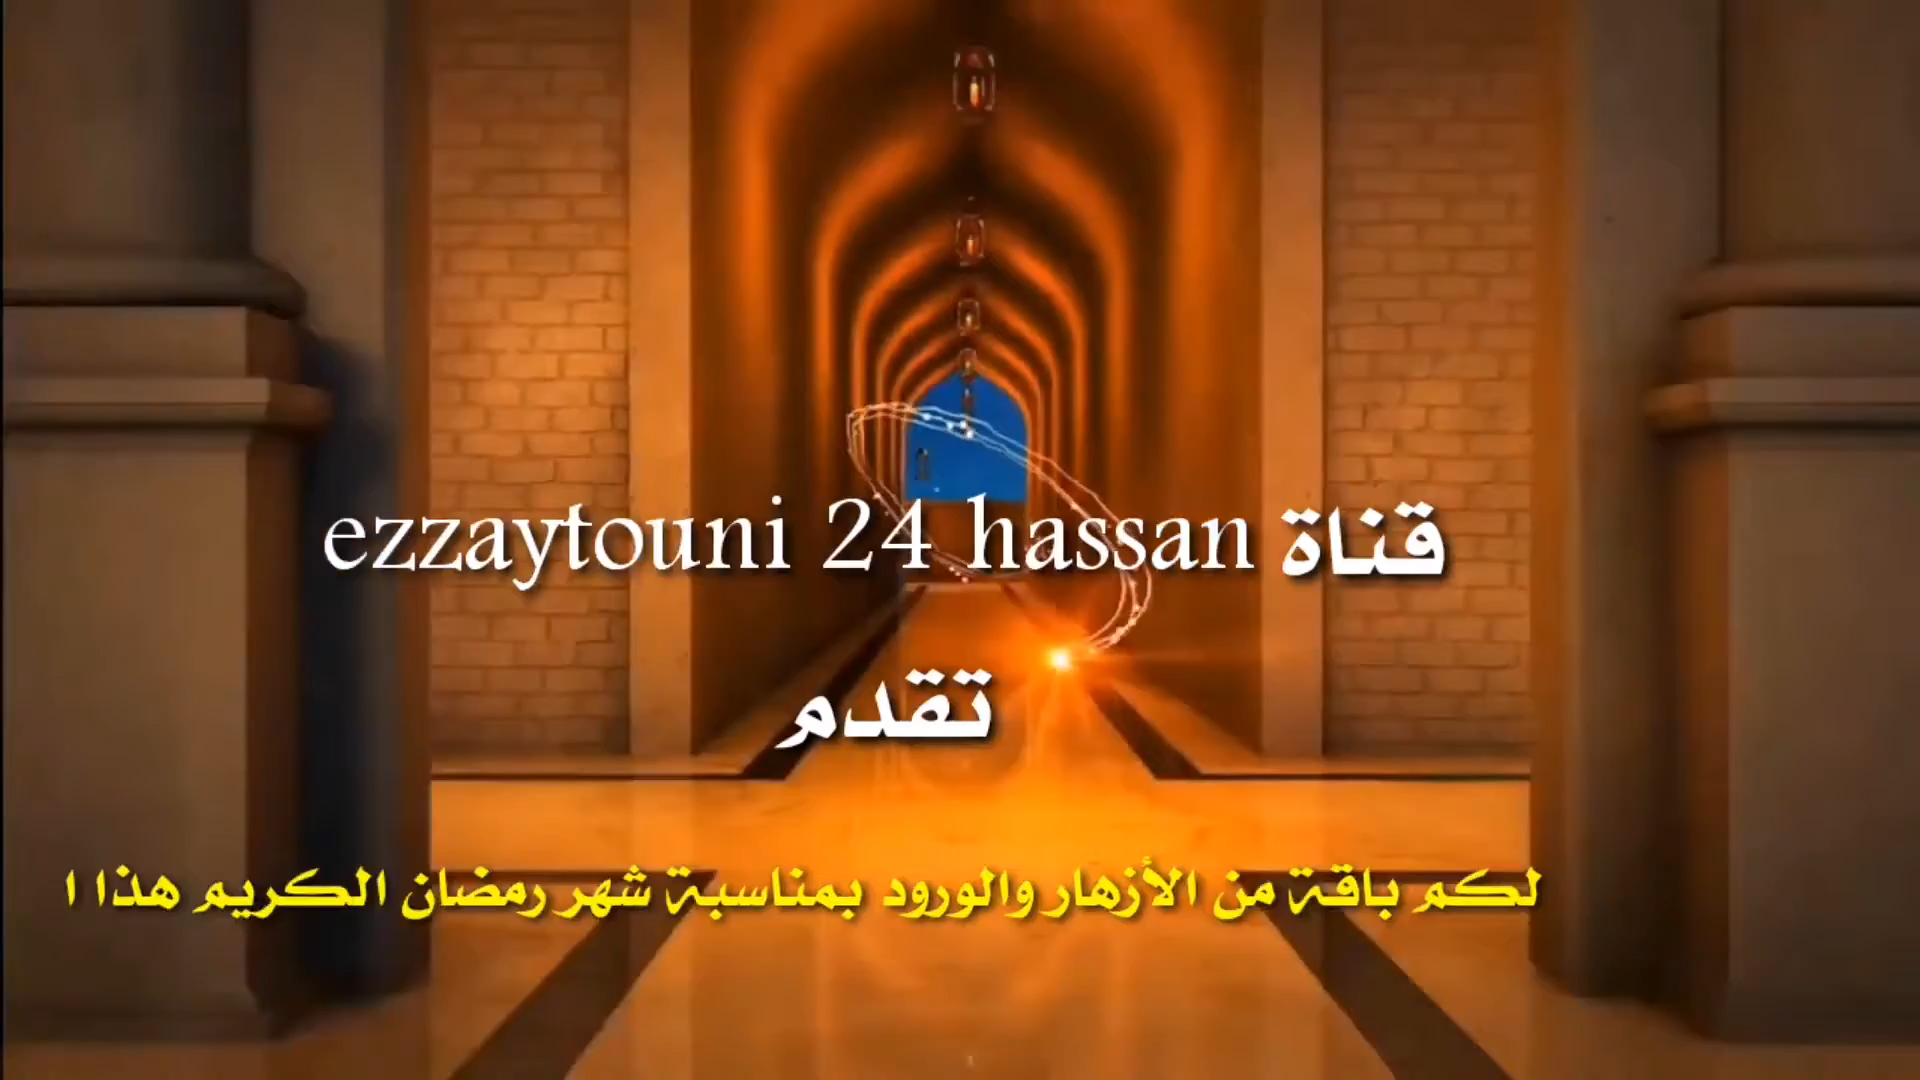 قناة ezzaytouni 24 hassan
تقدم
لكم باقة من الأزهار والورود بمناسبة شهر رمضان الكريم هذا ا